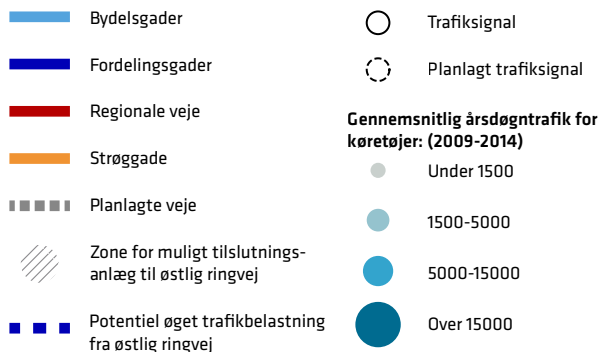 Bydelsgader
Fordelingsgader
Regionale veje
Strøggade
Planlagte veje
Zone for muligt tilslutnings-
anlæg til østlig ringvej
Potentiel øget trafikbelastning
fra østlig ringvej
Trafiksignal
Planlagt trafiksignal
Gennemsnitlig årsdøgntrafik for
køretøjer: (2009-2014)
Under 1500
1500-5000
5000-15000
Over 15000